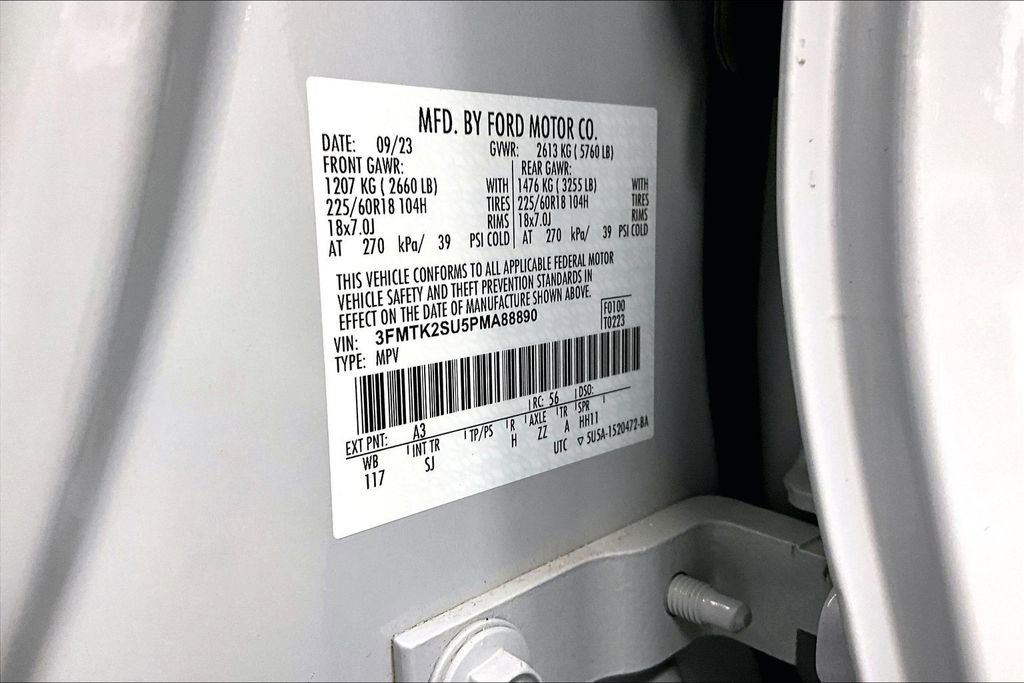 MFD. BY FORD MOTOR CO.
DATE: 09/23 GVWR: 2613 KG ( 5760 LB)
FRONT GAWR: REAR GAWR:
1207 KG ( 2660 LB) WITH 1476 KG ( 3255 LB) WITH
225/60R18 104H TIRES 225/60R18 104H TIRES
18x7.0J RIMS 18x7.0J RIMS
AT 270 kPa/ 39 PSI COLD AT 270 kPa/ 39 PSI COLD
THIS VEHICLE CONFORMS TO ALL APPLICABLE FEDERAL MOTOR
VEHICLE SAFETY AND THEFT PREVENTION STANDARDS IN
EFFECT ON THE DATE OF MANUFACTURE SHOWN ABOVE.
VIN: 3FMTK2SU5PMA88890 F0100
TYPE: MPV T0223
EXT PNT: A3 RC: 56 DSO:
WB INT TR TP/PS R AXLE TR SPR
117 SJ H ZZ A HH11
UTC ▽ 5U5A-1520472-BA